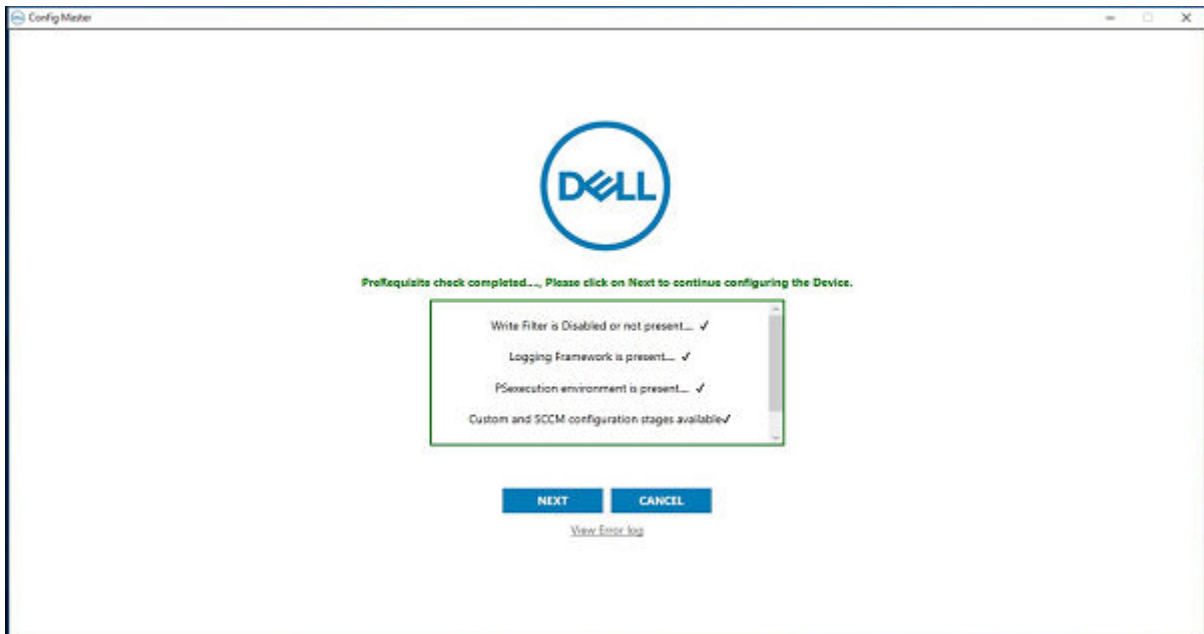 Config Master
DELL
PreRequisite check completed...., Please click on Next to continue configuring the Device.
Write Filter is Disabled or not present.... ✓
Logging Framework is present.... ✓
PSexecution environment is present.... ✓
Custom and SCCM configuration stages available✓
NEXT
CANCEL
View Error log